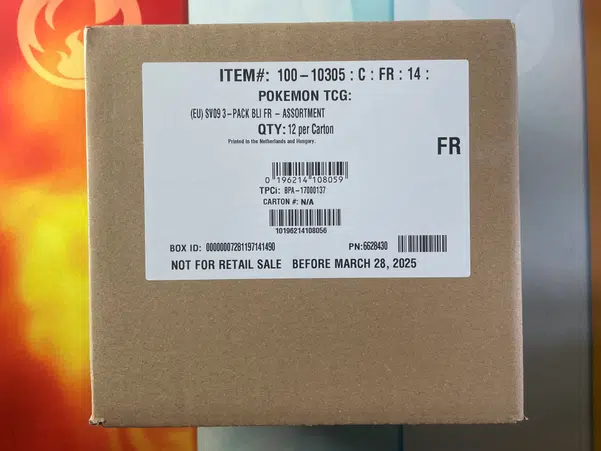 ITEM#: 100-10305 : C : FR : 14 :
POKEMON TCG:
(EU) SV09 3-PACK BLI FR - ASSORTMENT
QTY: 12 per Carton
Printed in the Netherlands and Hungary.
FR
0 196214 108059
TPCi: BPA-17000137
CARTON #: N/A
10196214108056
BOX ID: 00000007281197141490 PN:6628430
NOT FOR RETAIL SALE BEFORE MARCH 28, 2025